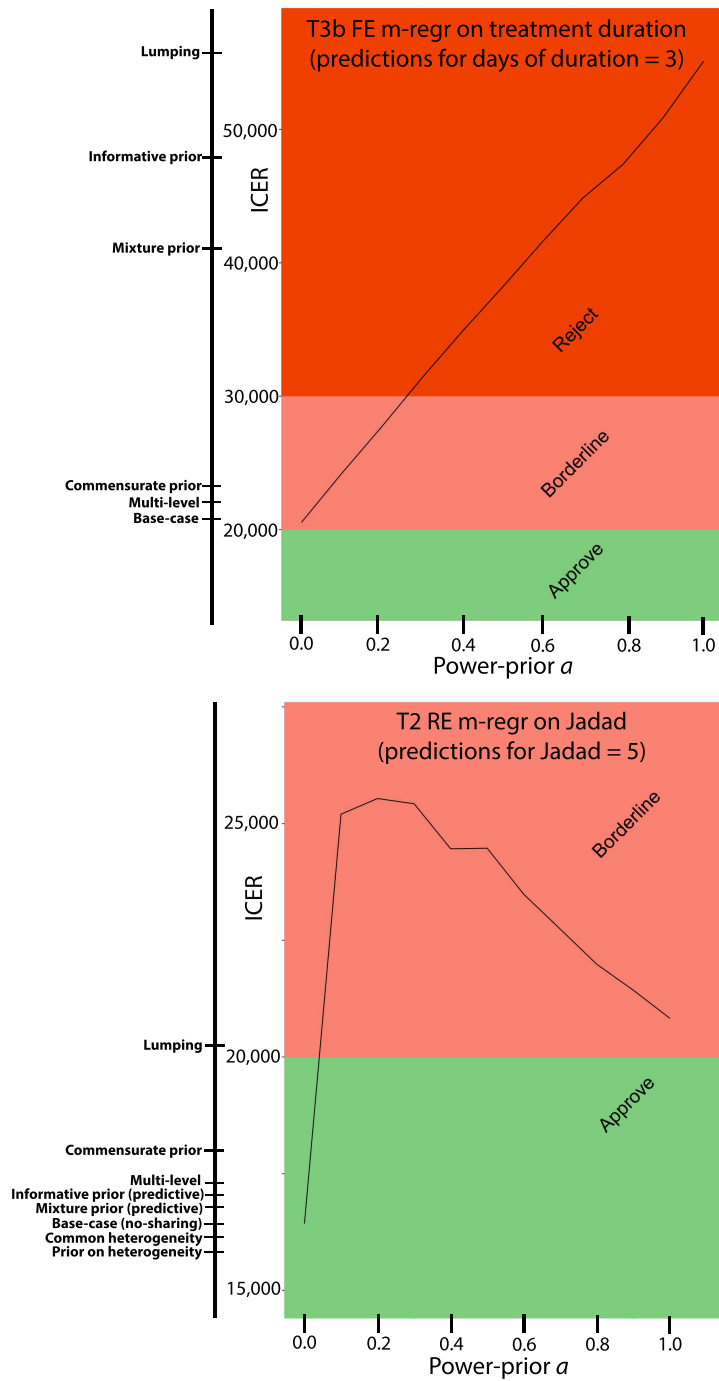 T3b FE m-regr on treatment duration
(predictions for days of duration = 3)
Lumping
Informative prior
Mixture prior
Commensurate prior
Multi-level
Base-case
ICER
50,000
40,000
30,000
20,000
Reject
Borderline
Approve
0.0 0.2 0.4 0.6 0.8 1.0
Power-prior a
T2 RE m-regr on Jadad
(predictions for Jadad = 5)
Lumping
Commensurate prior
Multi-level
Informative prior (predictive)
Mixture prior (predictive)
Base-case (no-sharing)
Common heterogeneity
Prior on heterogeneity
ICER
25,000
20,000
15,000
Borderline
Approve
0.0 0.2 0.4 0.6 0.8 1.0
Power-prior a